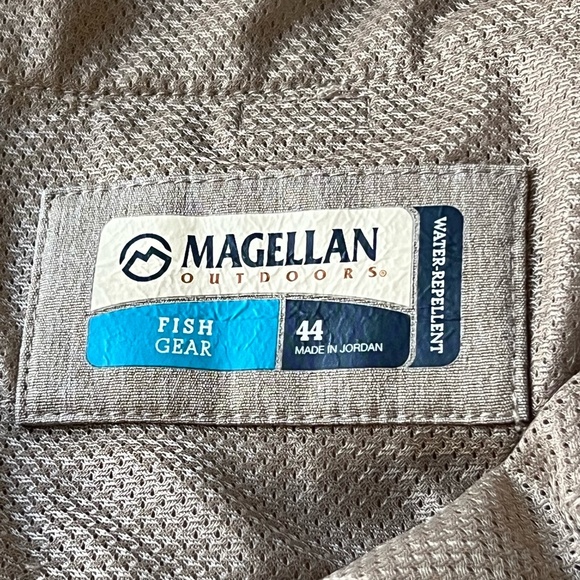 MAGELLAN
OUTDOORS®
FISH
GEAR
44
MADE IN JORDAN
WATER-REPELLENT